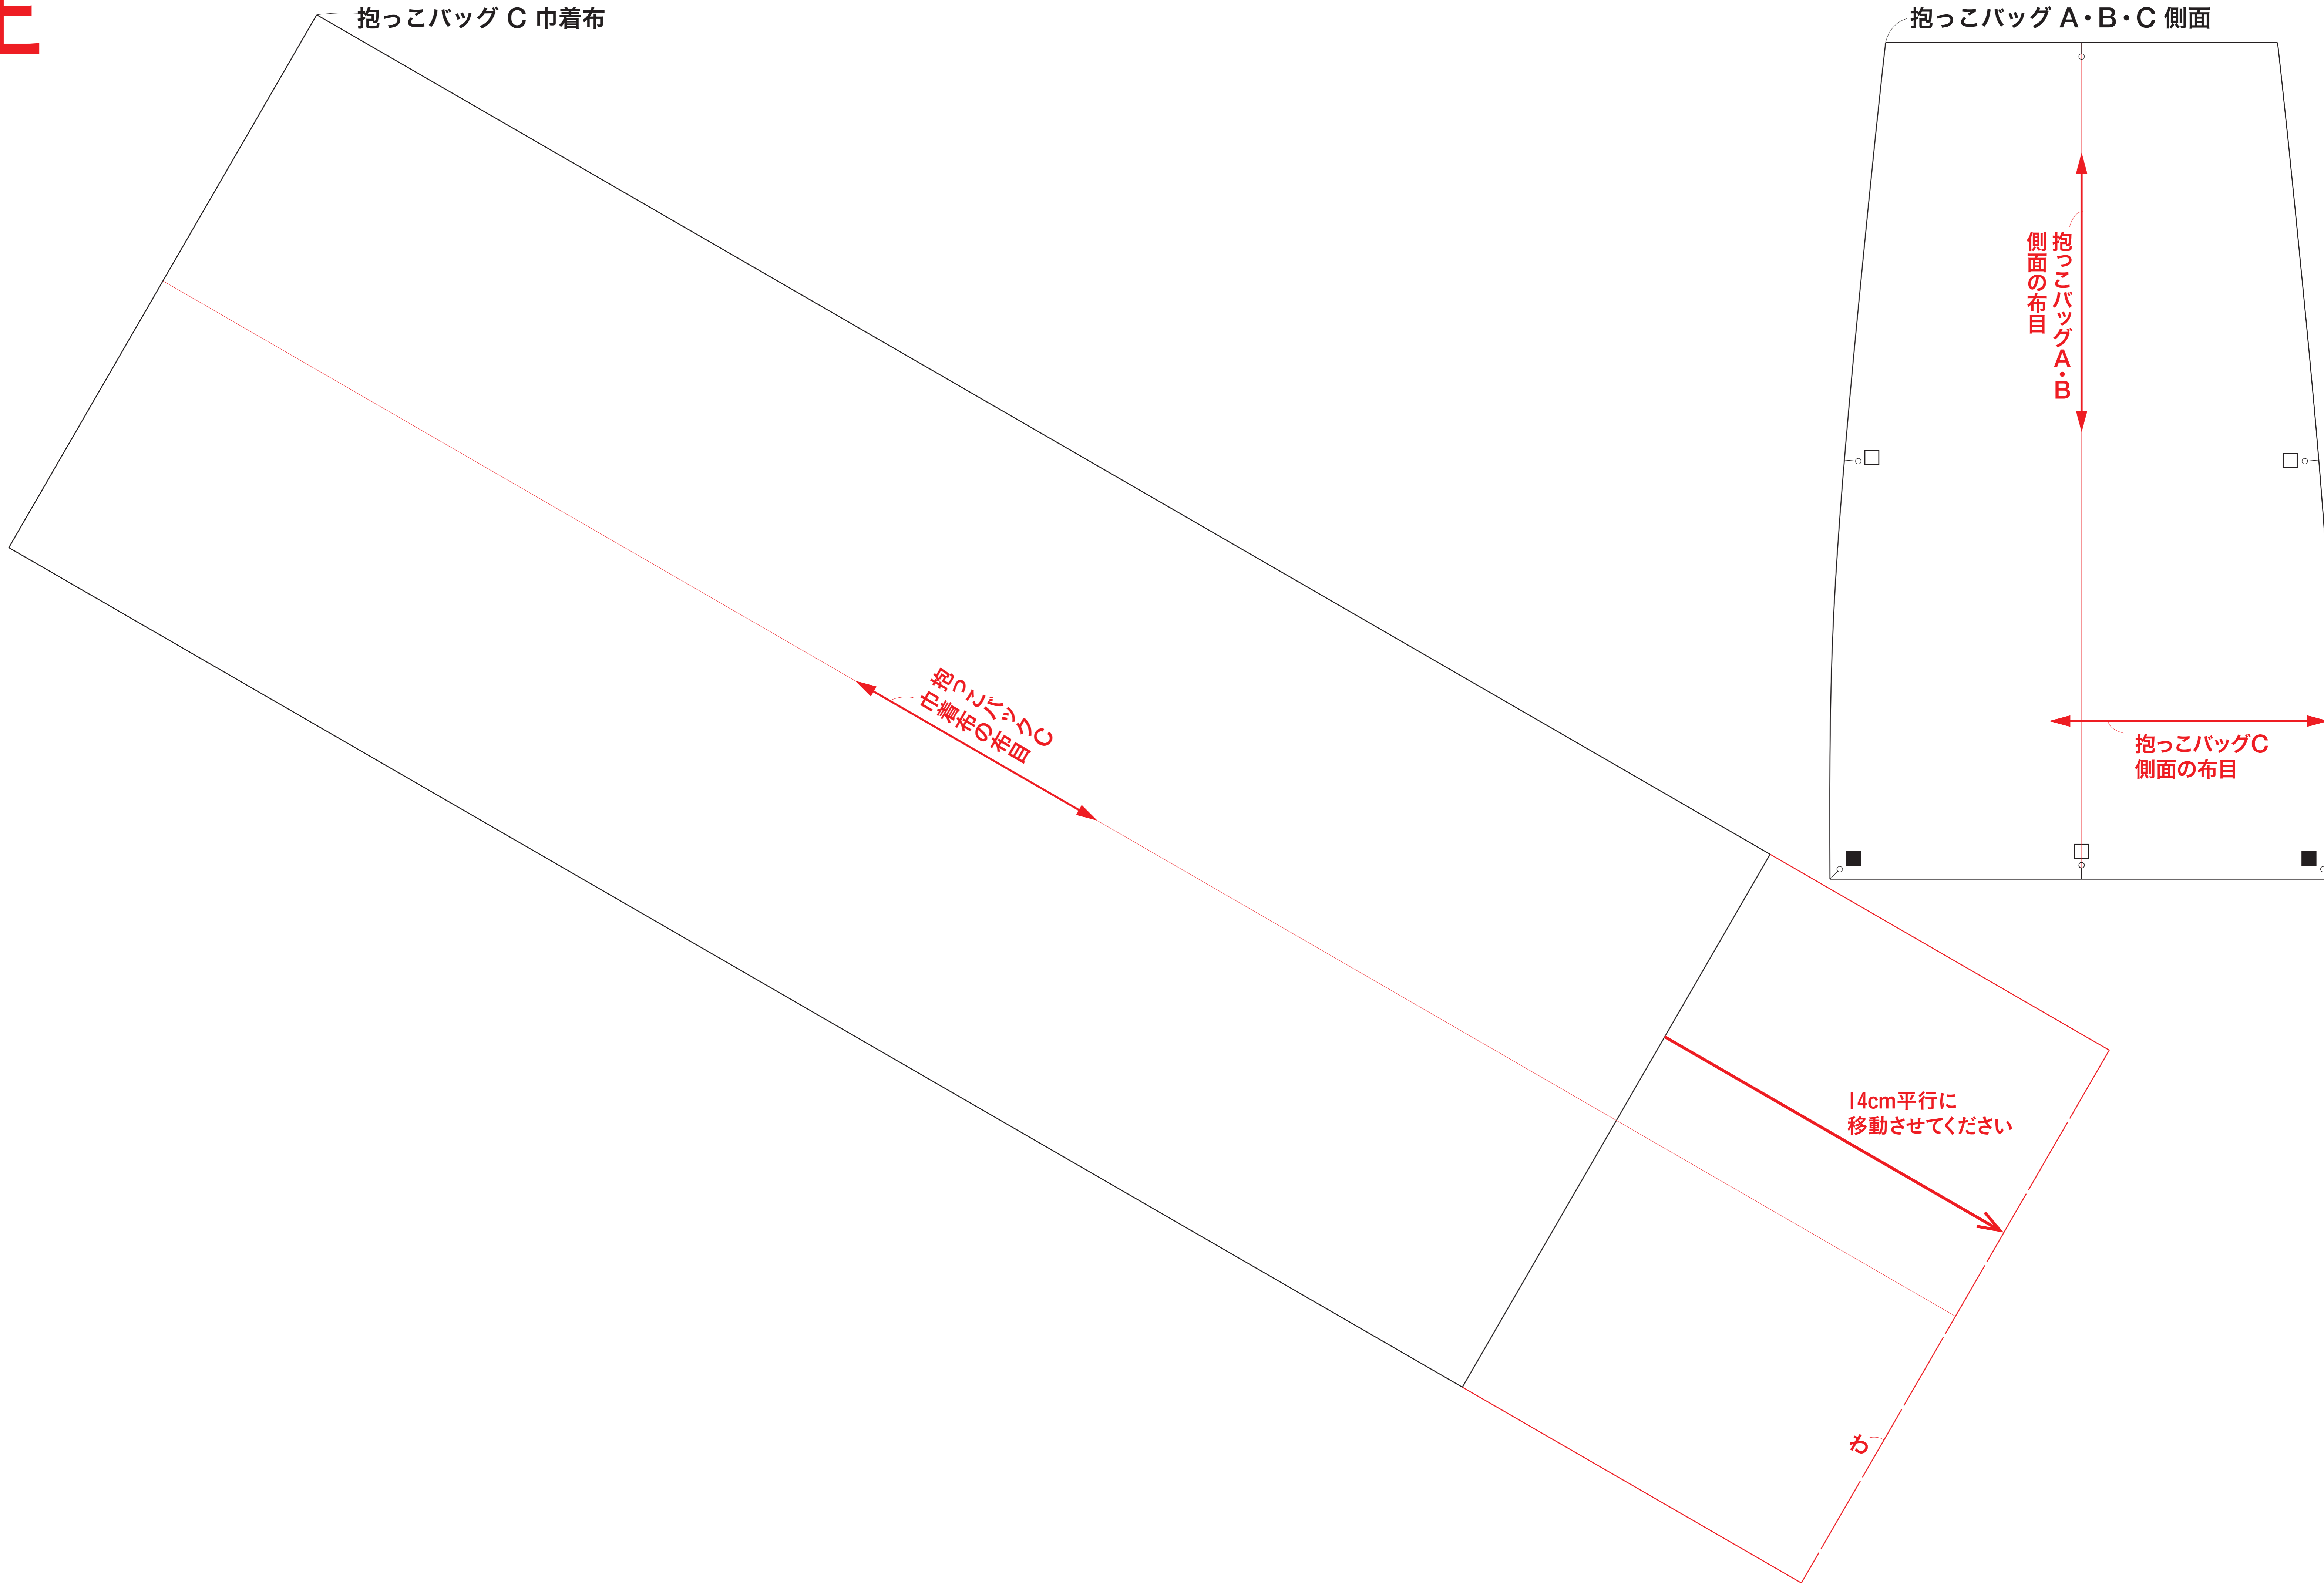 抱っこバッグ C 巾着布
抱っこバッグ A・B・C 側面
抱っこバッグA・B
側面の布目
抱っこバッグC
巾着布の布目
抱っこバッグC
側面の布目
14cm平行に
移動させてください
わ